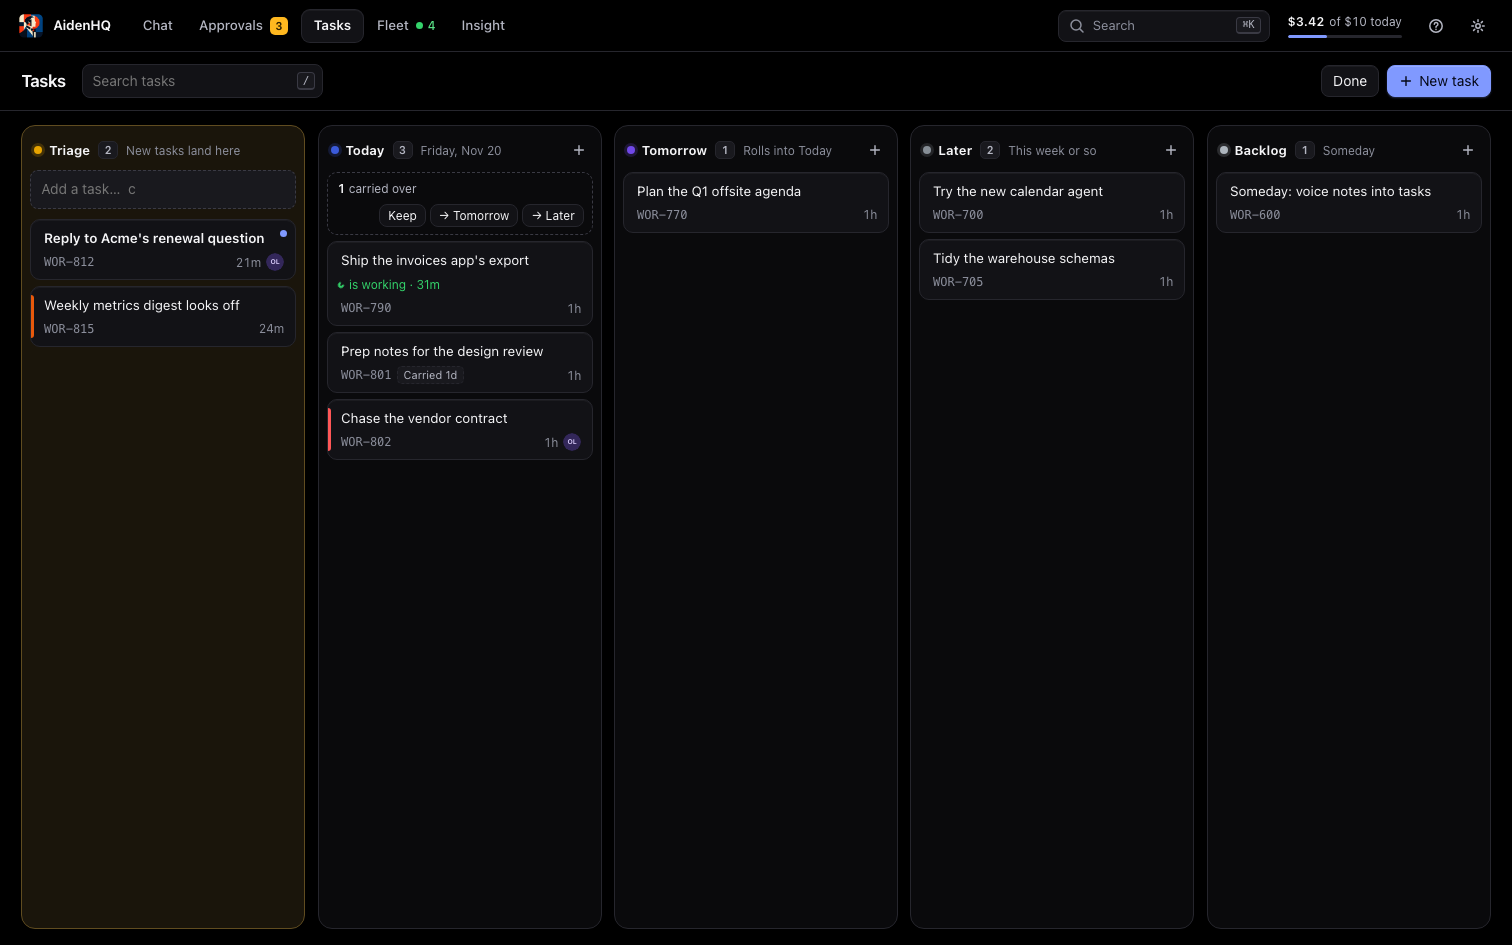 AidenHQ Chat Approvals 3 Tasks Fleet 4 Insight Search ⌘K $3.42 of $10 today
Tasks Search tasks / Done + New task
Triage 2 New tasks land here
Add a task… c
Reply to Acme's renewal question
WOR-812 21m OL
Weekly metrics digest looks off
WOR-815 24m
Today 3 Friday, Nov 20 +
1 carried over
Keep → Tomorrow → Later
Ship the invoices app's export
is working · 31m
WOR-790 1h
Prep notes for the design review
WOR-801 Carried 1d 1h
Chase the vendor contract
WOR-802 1h OL
Tomorrow 1 Rolls into Today +
Plan the Q1 offsite agenda
WOR-770 1h
Later 2 This week or so +
Try the new calendar agent
WOR-700 1h
Tidy the warehouse schemas
WOR-705 1h
Backlog 1 Someday +
Someday: voice notes into tasks
WOR-600 1h